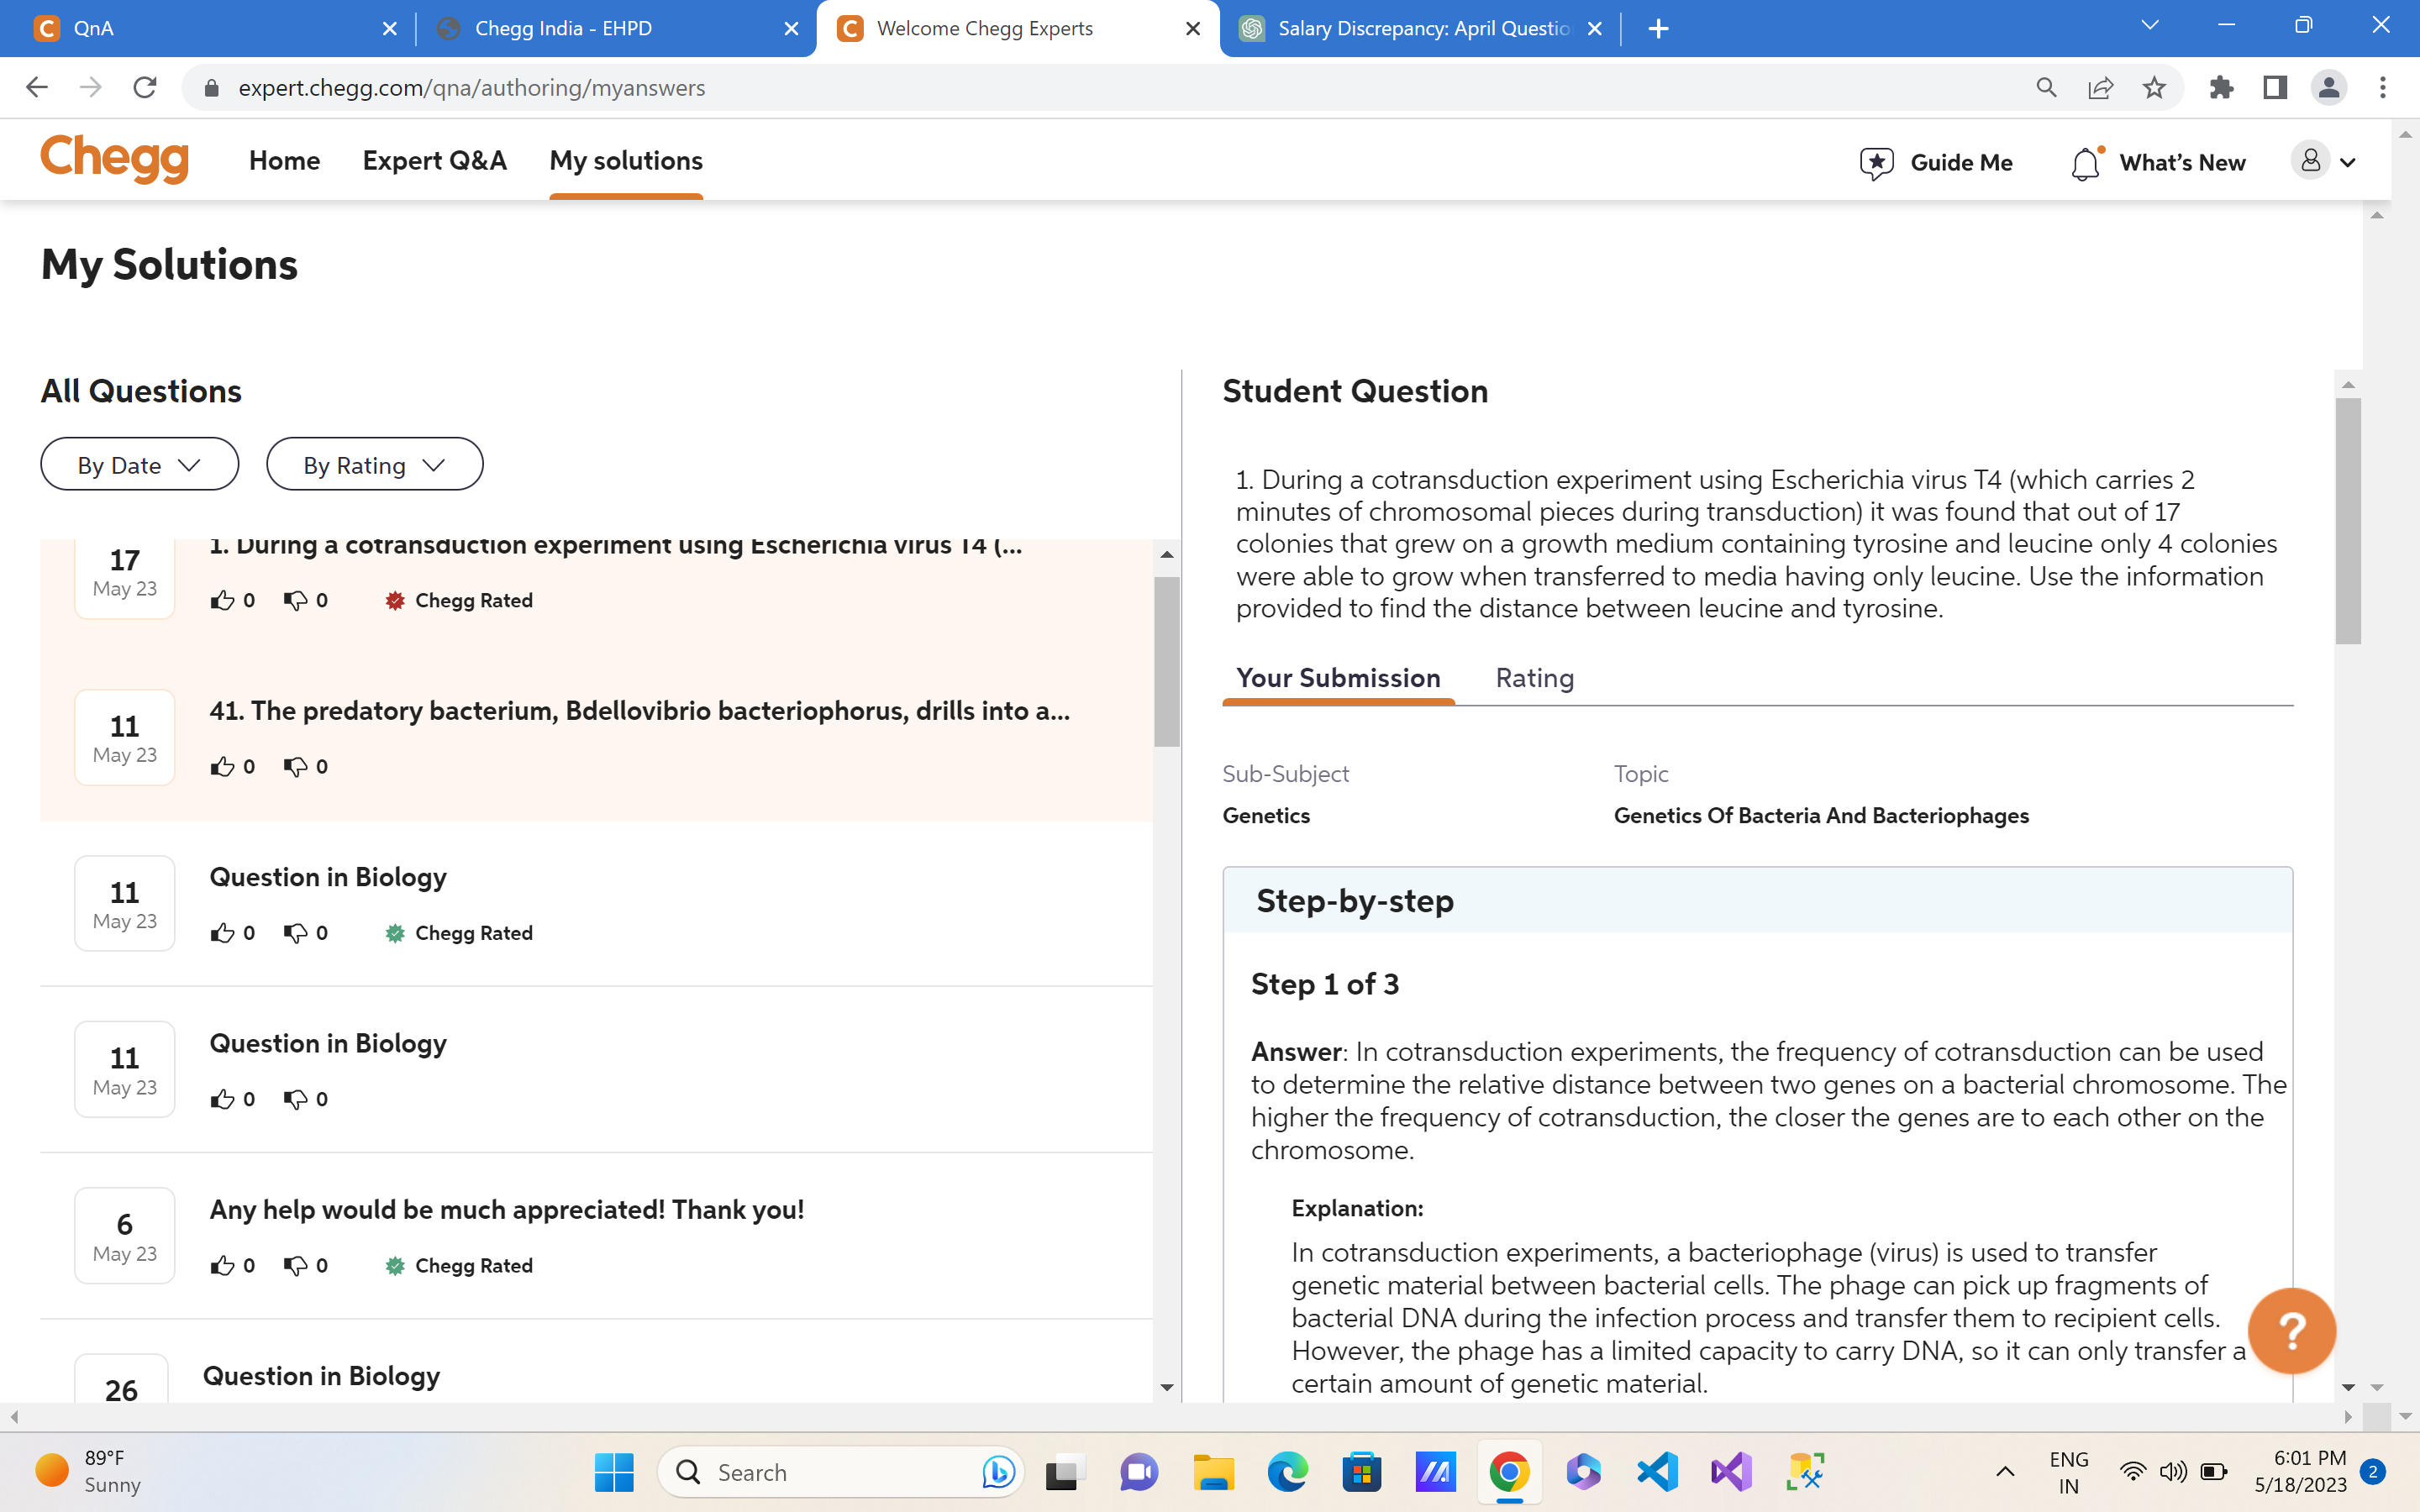 QnA
Chegg India - EHPD
Welcome Chegg Experts
Salary Discrepancy: April Questio
expert.chegg.com/qna/authoring/myanswers
Chegg
Home
Expert Q&A
My solutions
Guide Me
What's New
My Solutions
All Questions
By Date
By Rating
17
May 23
1. During a cotransduction experiment using Escherichia virus T4 (...
0
0
Chegg Rated
11
May 23
41. The predatory bacterium, Bdellovibrio bacteriophorus, drills into a...
0
0
11
May 23
Question in Biology
0
0
Chegg Rated
11
May 23
Question in Biology
0
0
6
May 23
Any help would be much appreciated! Thank you!
0
0
Chegg Rated
26
Question in Biology
Student Question
1. During a cotransduction experiment using Escherichia virus T4 (which carries 2
minutes of chromosomal pieces during transduction) it was found that out of 17
colonies that grew on a growth medium containing tyrosine and leucine only 4 colonies
were able to grow when transferred to media having only leucine. Use the information
provided to find the distance between leucine and tyrosine.
Your Submission
Rating
Sub-Subject
Topic
Genetics
Genetics Of Bacteria And Bacteriophages
Step-by-step
Step 1 of 3
Answer: In cotransduction experiments, the frequency of cotransduction can be used
to determine the relative distance between two genes on a bacterial chromosome. The
higher the frequency of cotransduction, the closer the genes are to each other on the
chromosome.
Explanation:
In cotransduction experiments, a bacteriophage (virus) is used to transfer
genetic material between bacterial cells. The phage can pick up fragments of
bacterial DNA during the infection process and transfer them to recipient cells.
However, the phage has a limited capacity to carry DNA, so it can only transfer a
certain amount of genetic material.
?
89°F
Sunny
Search
ENG
IN
6:01 PM
5/18/2023
2